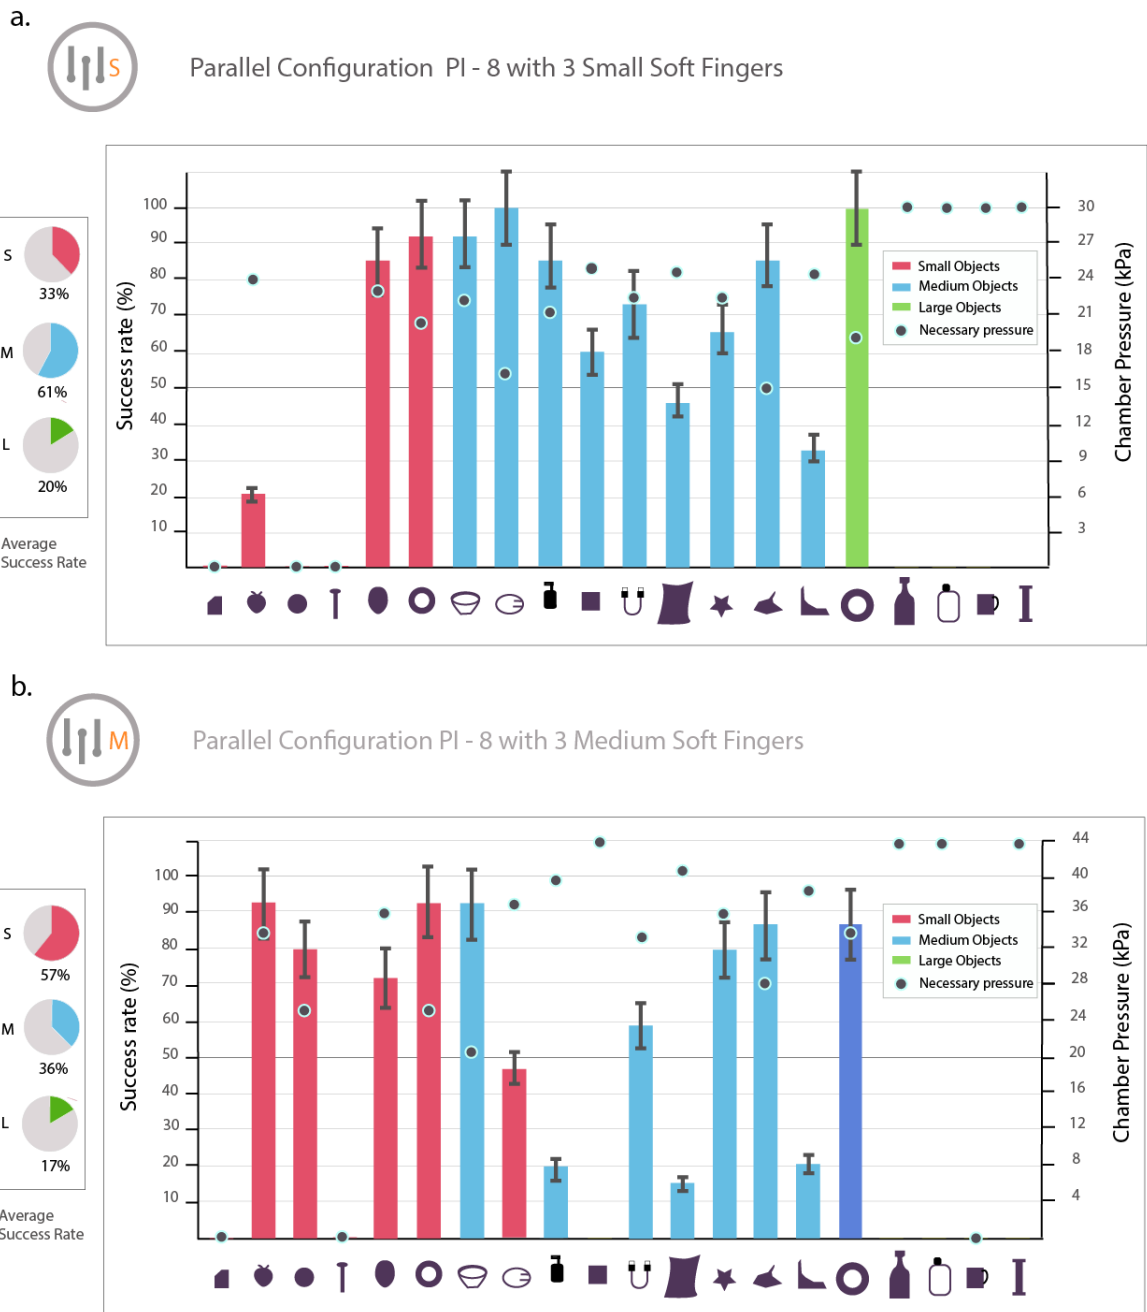 a.
S
Parallel Configuration PI - 8 with 3 Small Soft Fingers
S
33%
M
61%
L
20%
Average
Success Rate
Success rate (%)
100
90
80
70
60
50
40
30
20
10
30
27
24
21
18
15
12
9
6
3
Chamber Pressure (kPa)
Small Objects
Medium Objects
Large Objects
Necessary pressure
b.
M
Parallel Configuration PI - 8 with 3 Medium Soft Fingers
S
57%
M
36%
L
17%
Average
Success Rate
Success rate (%)
100
90
80
70
60
50
40
30
20
10
44
40
36
32
28
24
20
16
12
8
4
Chamber Pressure (kPa)
Small Objects
Medium Objects
Large Objects
Necessary pressure